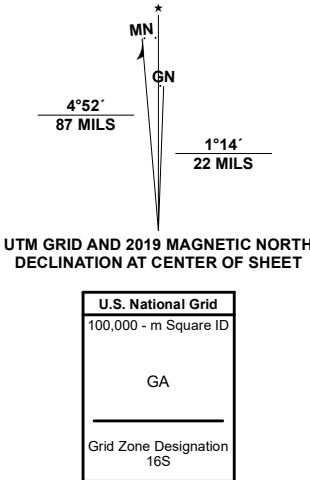 ★
MN
GN
4°52´
87 MILS
1°14´
22 MILS
UTM GRID AND 2019 MAGNETIC NORTH
DECLINATION AT CENTER OF SHEET
U.S. National Grid
100,000 - m Square ID
GA
Grid Zone Designation
16S